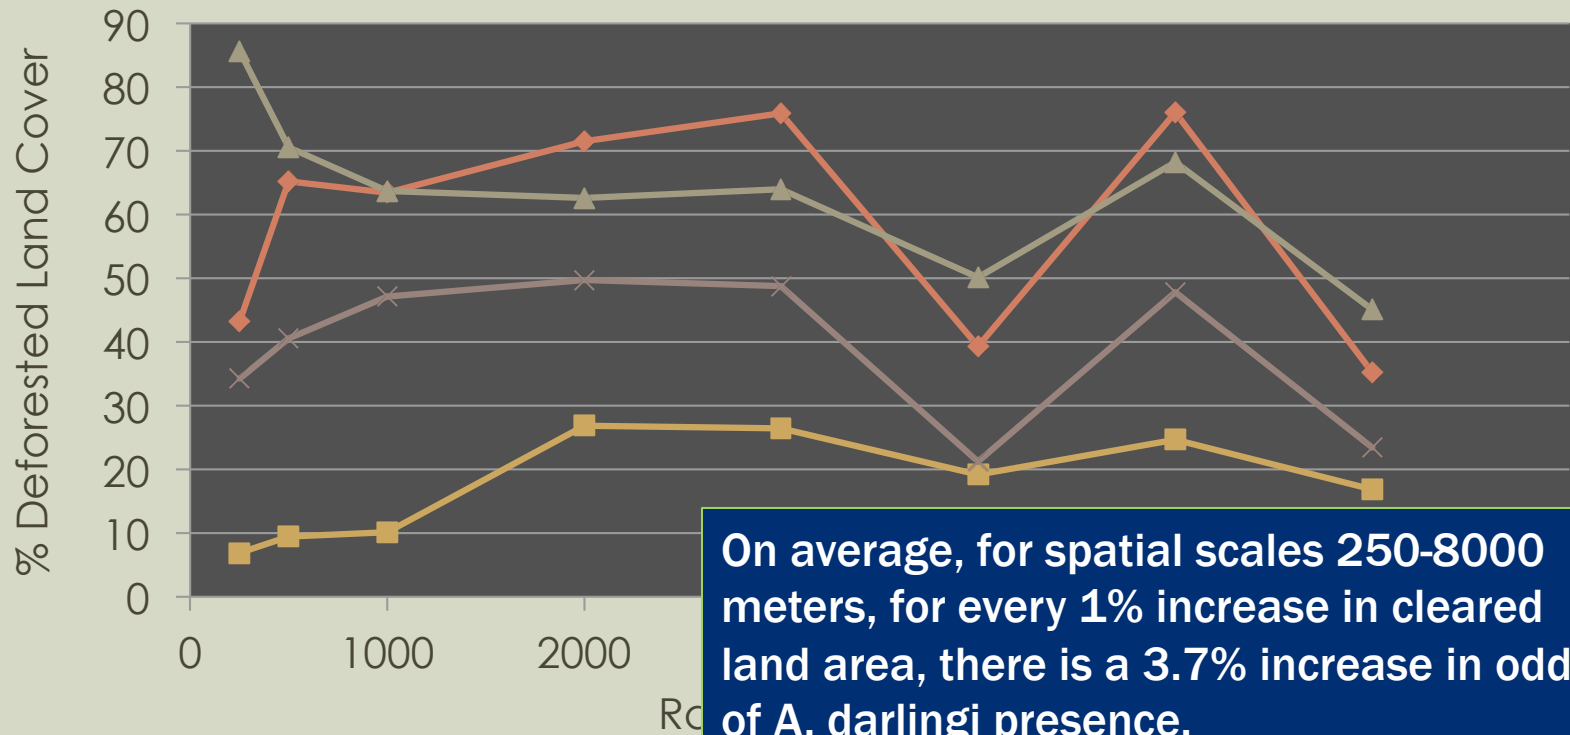 % Deforested Land Cover
90
80
70
60
50
40
30
20
10
0
0 1000 2000
On average, for spatial scales 250-8000
meters, for every 1% increase in cleared
land area, there is a 3.7% increase in odd
of A. darlingi presence.